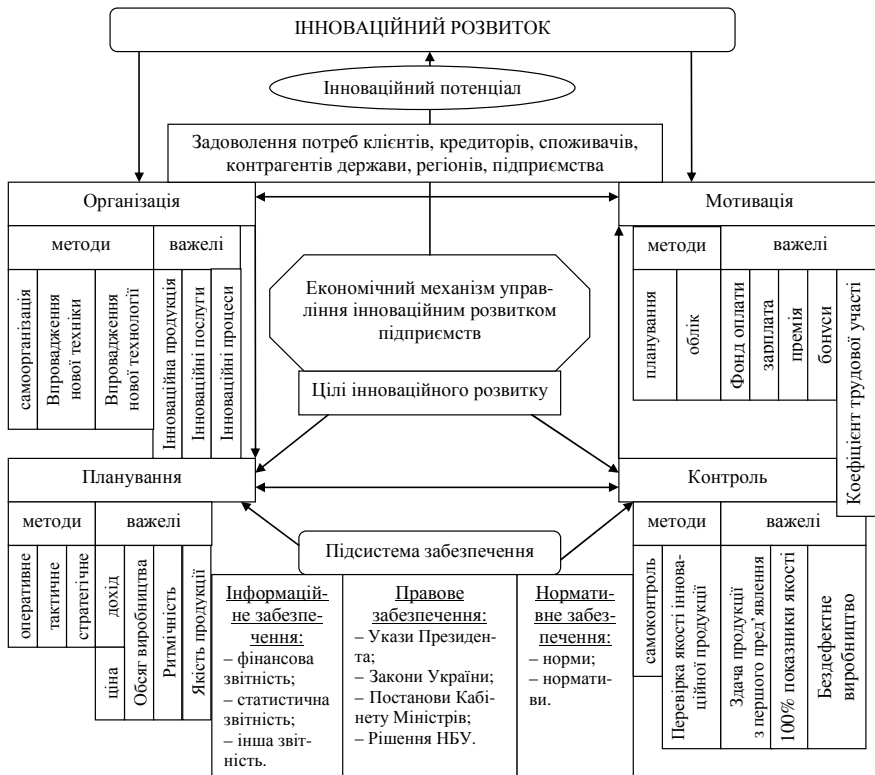 ІННОВАЦІЙНИЙ РОЗВИТОК
Інноваційний потенціал
Задоволення потреб клієнтів, кредиторів, споживачів,
контрагентів держави, регіонів, підприємства
Організація
методи
важелі
самоорганізація
Впровадження
нової техніки
Впровадження
нової технології
Інноваційна продукція
Інноваційні послуги
Інноваційні процеси
Мотивація
методи
важелі
планування
облік
Фонд оплати
зарплата
премія
бонуси
Коефіцієнт трудової участі
Економічний механізм управ-
ління інноваційним розвитком
підприємств
Цілі інноваційного розвитку
Планування
методи
важелі
оперативне
тактичне
стратегічне
дохід
ціна
Обсяг виробництва
Ритмічність
Якість продукції
Контроль
методи
важелі
самоконтроль
Перевірка якості іннова-
ційної продукції
Здача продукції
з першого пред’явлення
100% показники якості
Бездефектне
виробництво
Підсистема забезпечення
Інформацій-
не забезпе-
чення:
– фінансова
звітність;
– статистична
звітність;
– інша звіт-
ність.
Правове
забезпечення:
– Укази Президен-
та;
– Закони України;
– Постанови Кабі-
нету Міністрів;
– Рішення НБУ.
Нормати-
вне забез-
печення:
– норми;
– нормати-
ви.